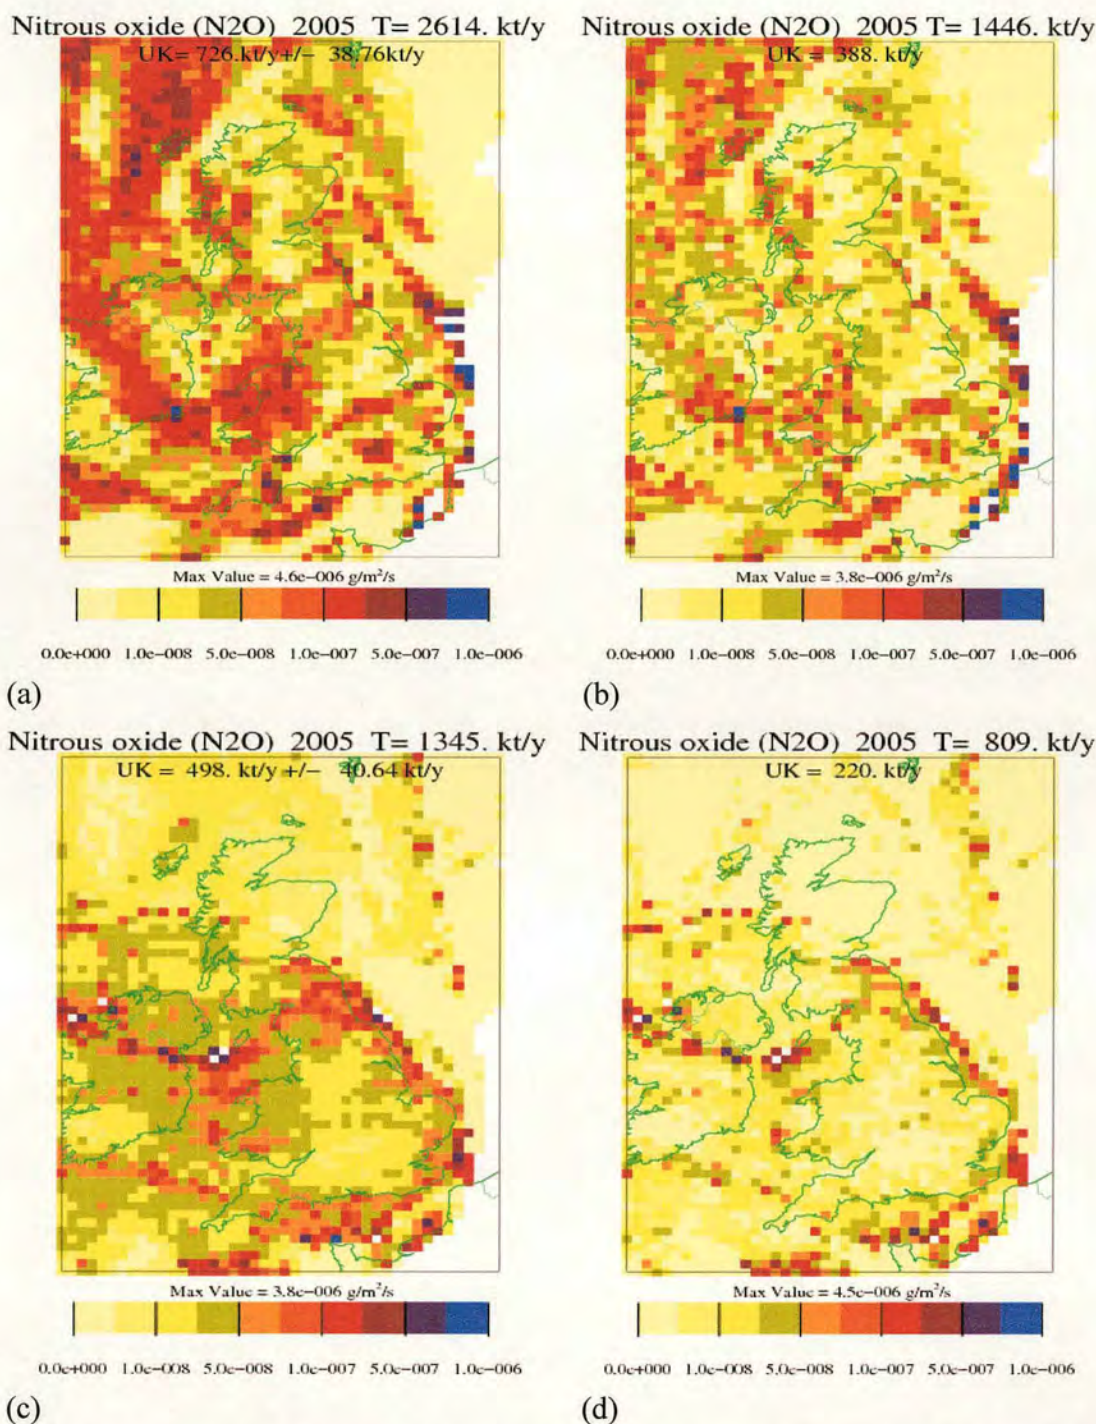 Nitrous oxide (N2O) 2005 T= 2614. kt/y
UK= 726.kt/y+/- 38.76kt/y
Max Value = 4.6e-006 g/m²/s
0.0e+000 1.0e-008 5.0e-008 1.0e-007 5.0e-007 1.0e-006
(a)
Nitrous oxide (N2O) 2005 T= 1446. kt/y
UK = 388. kt/y
Max Value = 3.8e-006 g/m²/s
0.0e+000 1.0e-008 5.0e-008 1.0e-007 5.0e-007 1.0e-006
(b)
Nitrous oxide (N2O) 2005 T= 1345. kt/y
UK = 498. kt/y +/- 40.64 kt/y
Max Value = 3.8e-006 g/m²/s
0.0e+000 1.0e-008 5.0e-008 1.0e-007 5.0e-007 1.0e-006
(c)
Nitrous oxide (N2O) 2005 T= 809. kt/y
UK = 220. kt/y
Max Value = 4.5e-006 g/m²/s
0.0e+000 1.0e-008 5.0e-008 1.0e-007 5.0e-007 1.0e-006
(d)